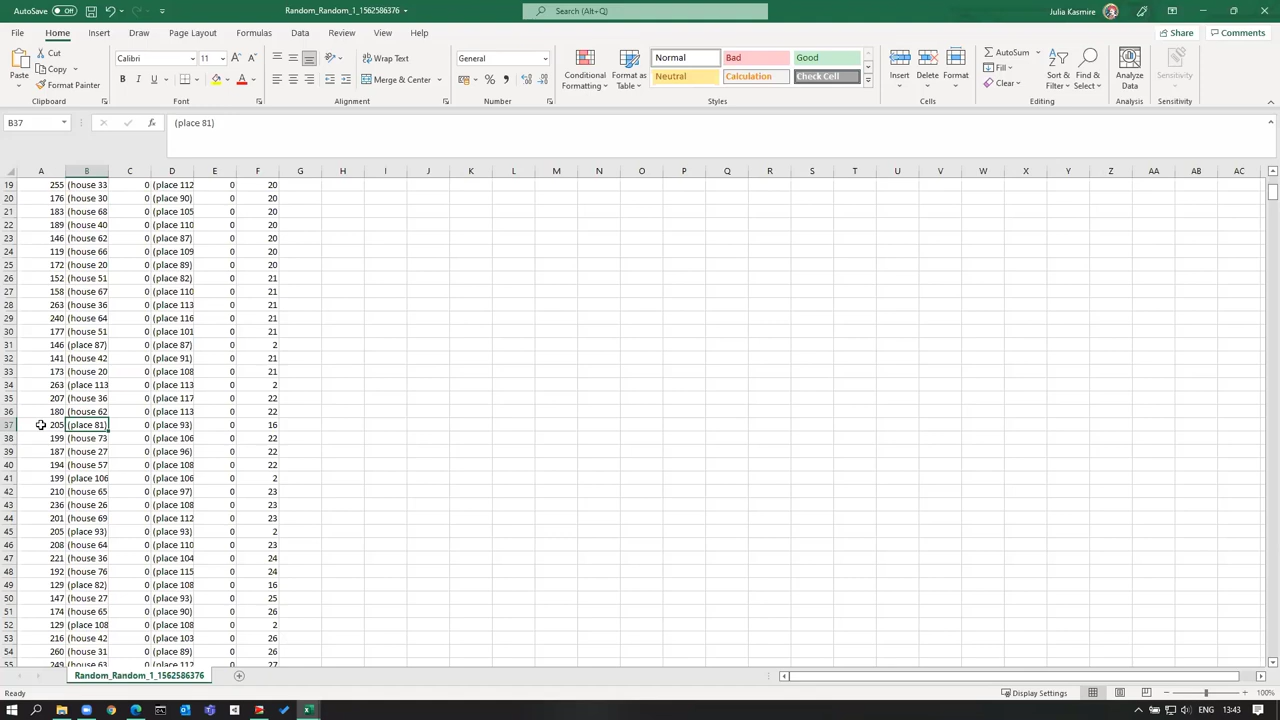 AutoSave Off Random_Random_1_1562586376 Search (Alt+Q) Julia Kasmire
File Home Insert Draw Page Layout Formulas Data Review View Help Share Comments
Paste Cut Copy Format Painter Clipboard
Calibri 11 B I U A A A Font
Wrap Text Merge & Center Alignment
General % Number
Conditional Formatting Format as Table Normal Bad Good Neutral Calculation Check Cell Styles
Insert Delete Format Cells
AutoSum Fill Clear Sort & Filter Find & Select Editing
Analyze Data Analysis
Sensitivity Sensitivity
B37 fx (place 81)
A B C D E F G H I J K L M N O P Q R S T U V W X Y Z AA AB AC
19 255 (house 33 0 (place 112 0 20
20 176 (house 30 0 (place 90) 0 20
21 183 (house 68 0 (place 105 0 20
22 189 (house 40 0 (place 110 0 20
23 146 (house 62 0 (place 87) 0 20
24 119 (house 66 0 (place 109 0 20
25 172 (house 20 0 (place 89) 0 20
26 152 (house 51 0 (place 82) 0 21
27 158 (house 67 0 (place 110 0 21
28 263 (house 36 0 (place 113 0 21
29 240 (house 64 0 (place 116 0 21
30 177 (house 51 0 (place 101 0 21
31 146 (place 87) 0 (place 87) 0 2
32 141 (house 42 0 (place 91) 0 21
33 173 (house 20 0 (place 108 0 21
34 263 (place 113 0 (place 113 0 2
35 207 (house 36 0 (place 117 0 22
36 180 (house 62 0 (place 113 0 22
37 205 (place 81) 0 (place 93) 0 16
38 199 (house 73 0 (place 106 0 22
39 187 (house 27 0 (place 96) 0 22
40 194 (house 57 0 (place 108 0 22
41 199 (place 106 0 (place 106 0 2
42 210 (house 65 0 (place 97) 0 23
43 236 (house 26 0 (place 108 0 23
44 201 (house 69 0 (place 112 0 23
45 205 (place 93) 0 (place 93) 0 2
46 208 (house 64 0 (place 110 0 23
47 221 (house 36 0 (place 104 0 24
48 192 (house 76 0 (place 115 0 24
49 129 (place 82) 0 (place 108 0 16
50 147 (house 27 0 (place 93) 0 25
51 174 (house 65 0 (place 90) 0 26
52 129 (place 108 0 (place 108 0 2
53 216 (house 42 0 (place 103 0 26
54 260 (house 31 0 (place 89) 0 26
55 249 (house 63 0 (place 117 0 27
Random_Random_1_1562586376
Ready Display Settings 100%
ENG 13:43